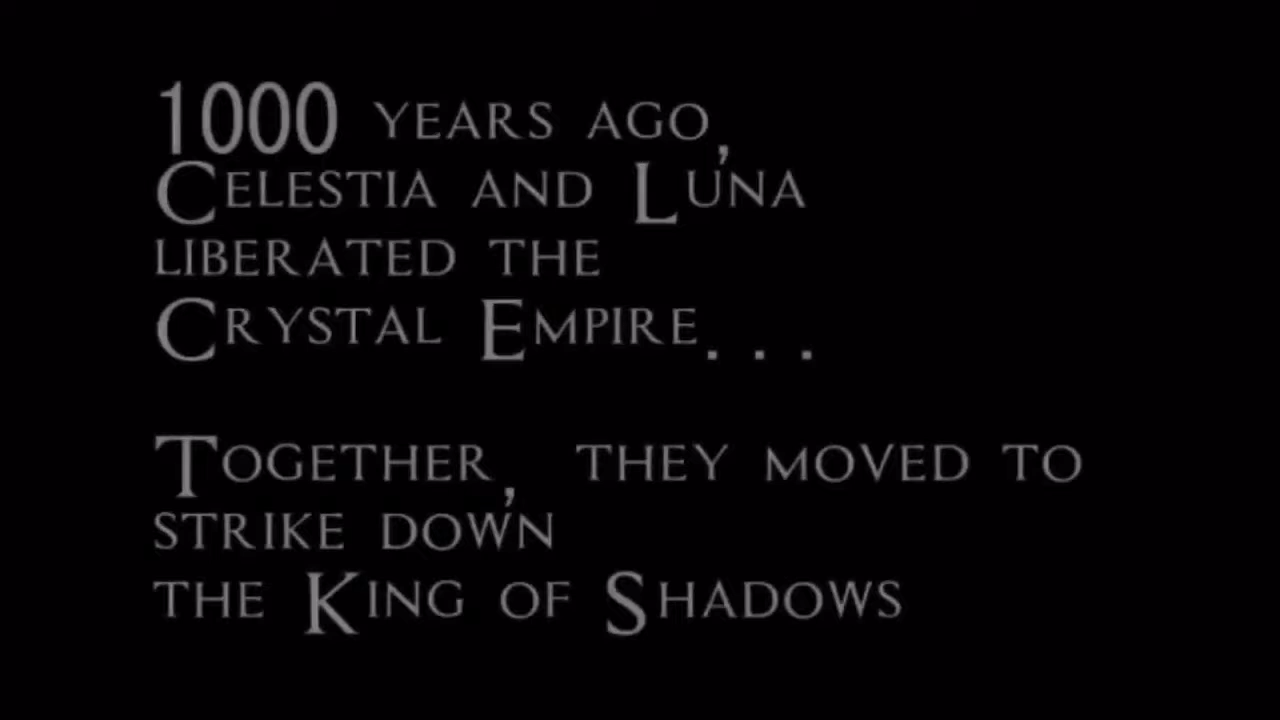 1000 years ago,
Celestia and Luna
liberated the
Crystal Empire...
Together, they moved to
strike down
the King of Shadows